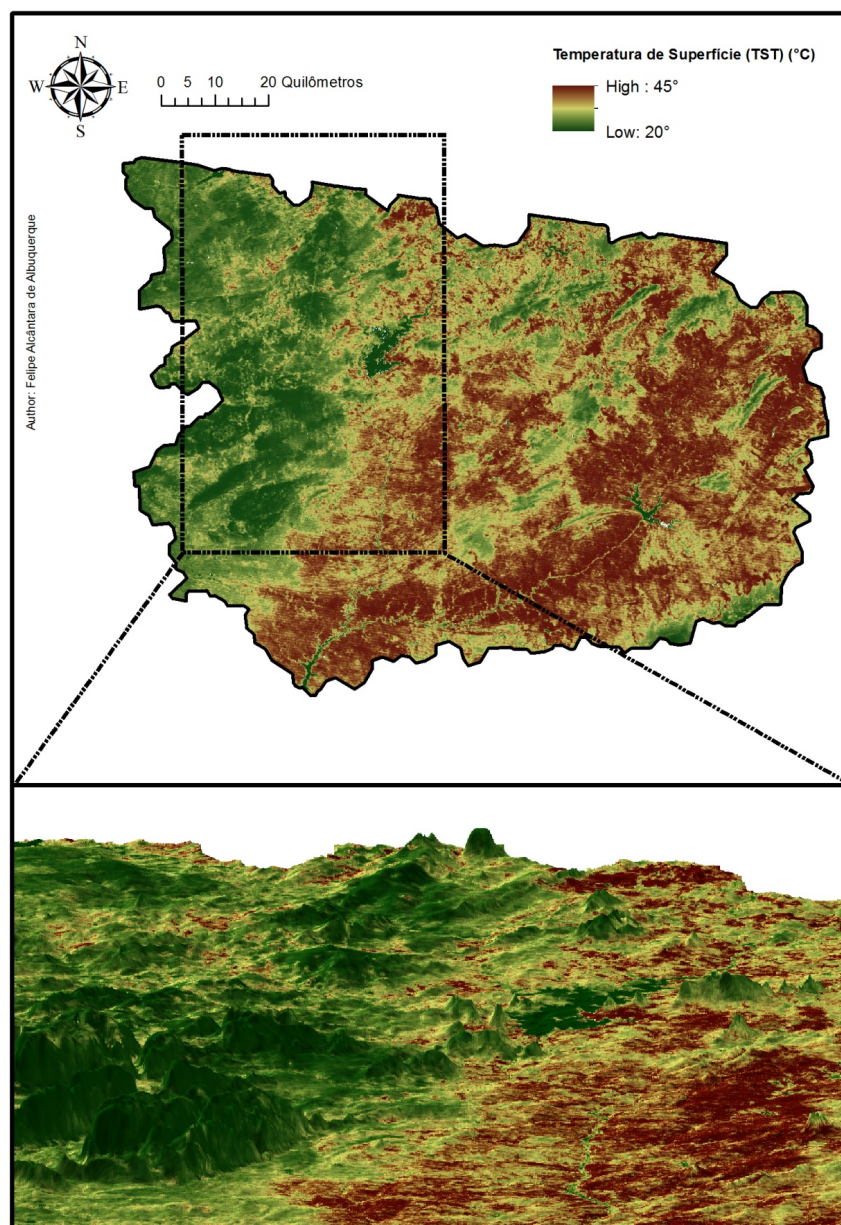 N
W E
S
0 5 10 20 Quilômetros
Temperatura de Superfície (TST) (°C)
High : 45°
Low: 20°
Author: Felipe Alcântara de Albuquerque